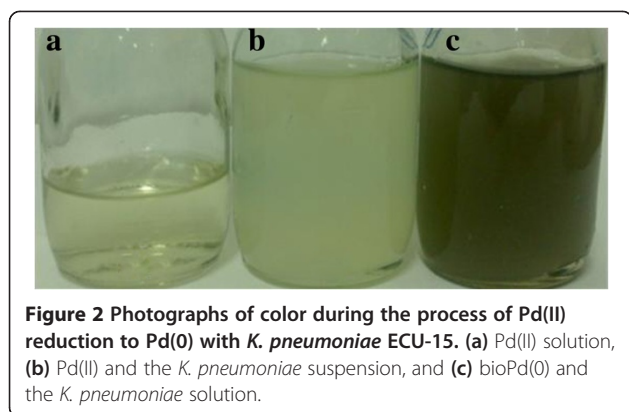 a b c
Figure 2 Photographs of color during the process of Pd(II)
reduction to Pd(0) with K. pneumoniae ECU-15. (a) Pd(II) solution,
(b) Pd(II) and the K. pneumoniae suspension, and (c) bioPd(0) and
the K. pneumoniae solution.